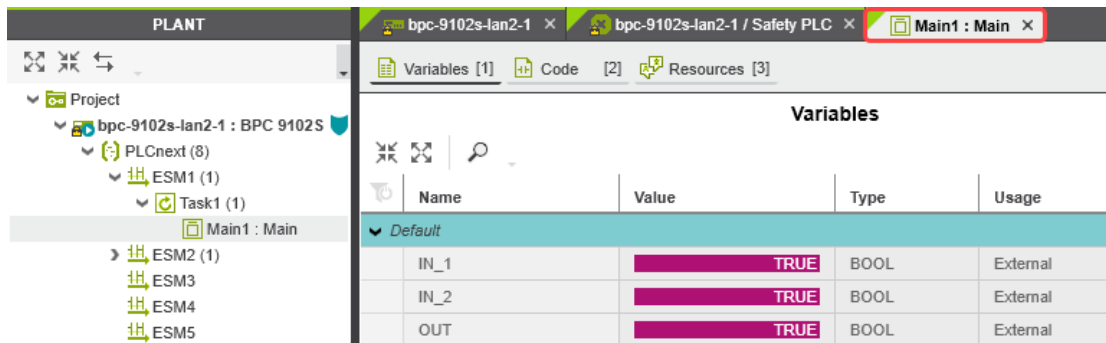 PLANT
Project
bpc-9102s-lan2-1 : BPC 9102S
PLCnext (8)
ESM1 (1)
Task1 (1)
Main1 : Main
ESM2 (1)
ESM3
ESM4
ESM5
bpc-9102s-lan2-1 × bpc-9102s-lan2-1 / Safety PLC × Main1 : Main ×
Variables [1] Code [2] Resources [3]
Variables
Name Value Type Usage
Default
IN_1 TRUE BOOL External
IN_2 TRUE BOOL External
OUT TRUE BOOL External